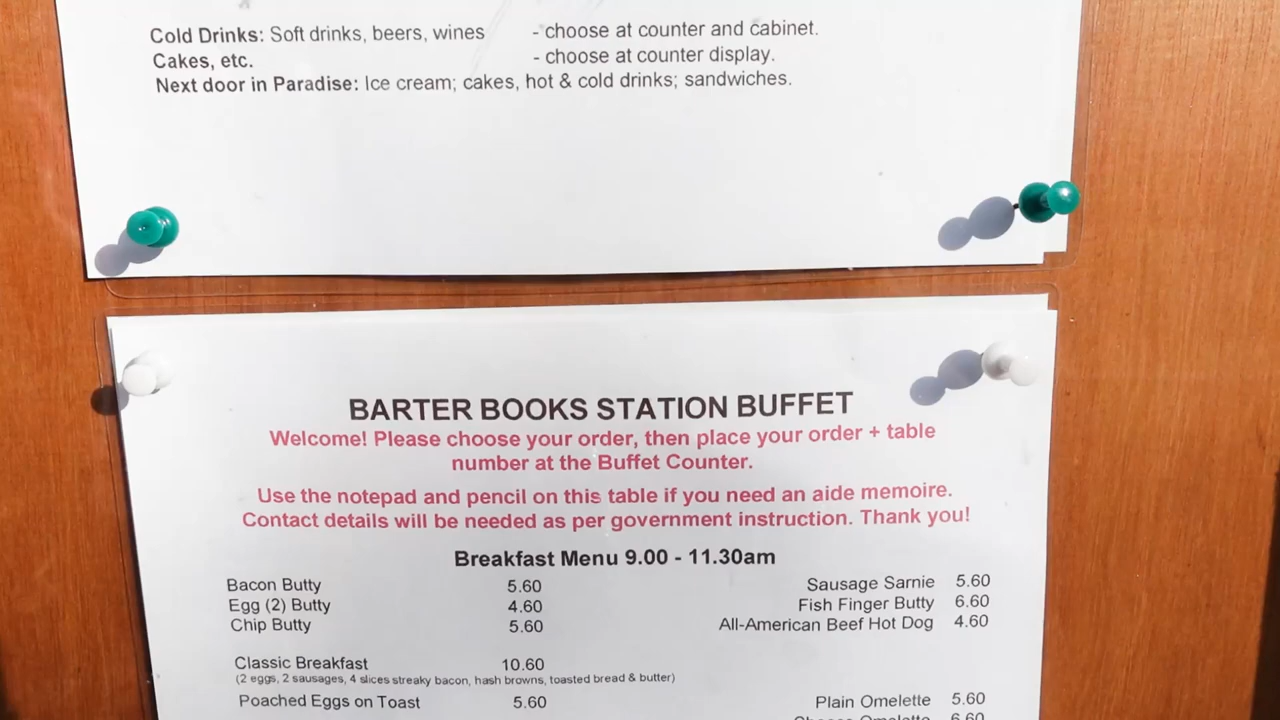 Cold Drinks: Soft drinks, beers, wines - choose at counter and cabinet.
Cakes, etc. - choose at counter display.
Next door in Paradise: Ice cream; cakes, hot & cold drinks; sandwiches.
BARTER BOOKS STATION BUFFET
Welcome! Please choose your order, then place your order + table
number at the Buffet Counter.
Use the notepad and pencil on this table if you need an aide memoire.
Contact details will be needed as per government instruction. Thank you!
Breakfast Menu 9.00 - 11.30am
Bacon Butty 5.60 Sausage Sarnie 5.60
Egg (2) Butty 4.60 Fish Finger Butty 6.60
Chip Butty 5.60 All-American Beef Hot Dog 4.60
Classic Breakfast 10.60
(2 eggs, 2 sausages, 4 slices streaky bacon, hash browns, toasted bread & butter)
Poached Eggs on Toast 5.60 Plain Omelette 5.60
Cheese Omelette 6.60